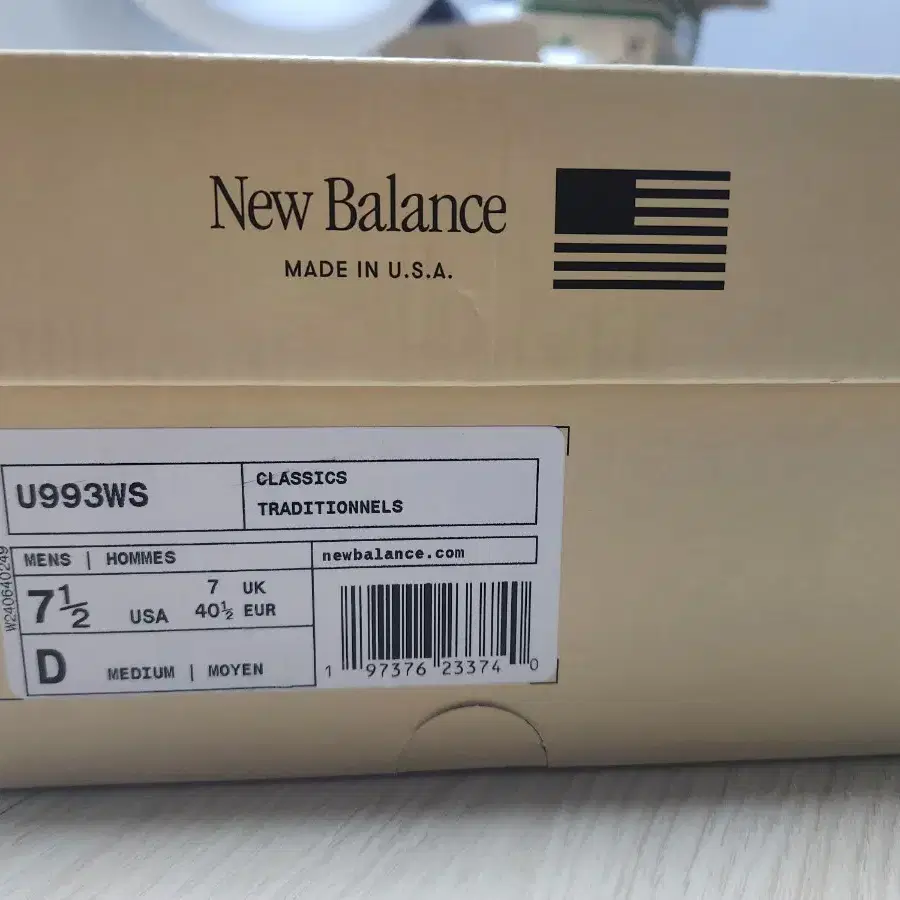 New Balance
MADE IN U.S.A.
U993WS
CLASSICS
TRADITIONNELS
MENS | HOMMES
newbalance.com
7½ USA
7 UK
40½ EUR
D MEDIUM | MOYEN
1 97376 23374 0
W240640249